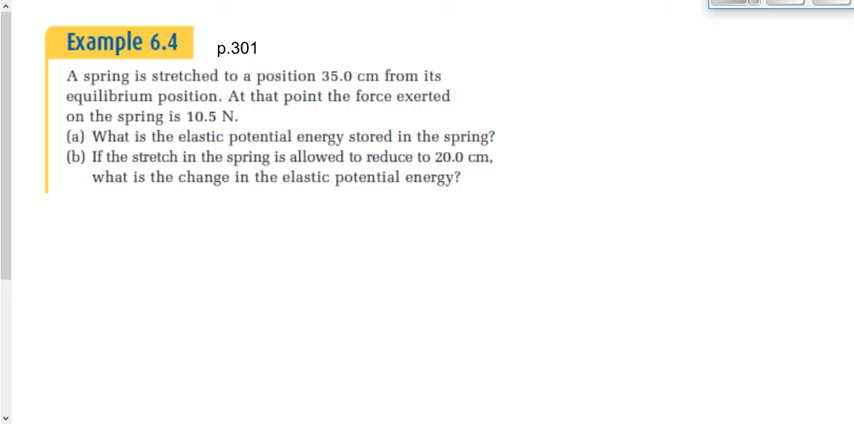 Example 6.4
p.301
A spring is stretched to a position 35.0 cm from its
equilibrium position. At that point the force exerted
on the spring is 10.5 N.
(a) What is the elastic potential energy stored in the spring?
(b) If the stretch in the spring is allowed to reduce to 20.0 cm,
what is the change in the elastic potential energy?